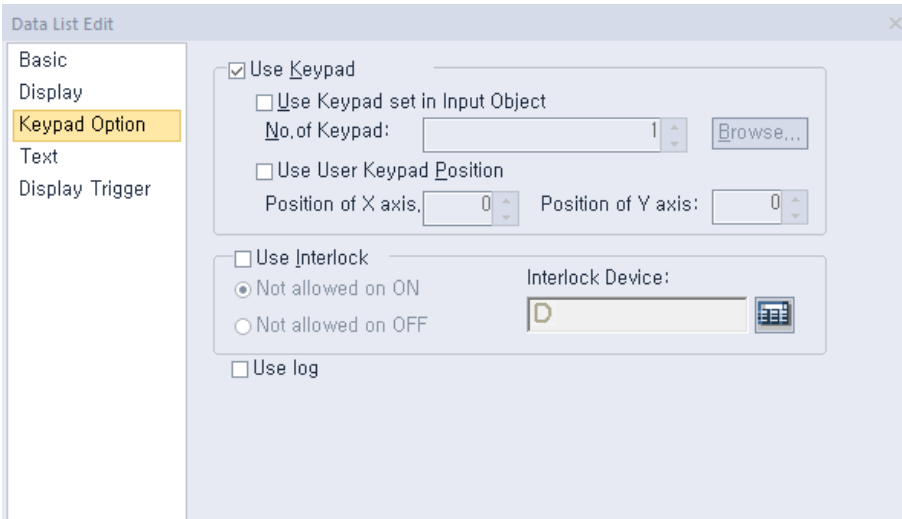 Data List Edit
Basic
Display
Keypad Option
Text
Display Trigger
Use Keypad
Use Keypad set in Input Object
No.of Keypad: 1 Browse...
Use User Keypad Position
Position of X axis, 0 Position of Y axis: 0
Use Interlock
Not allowed on ON
Not allowed on OFF
Interlock Device:
D
Use log